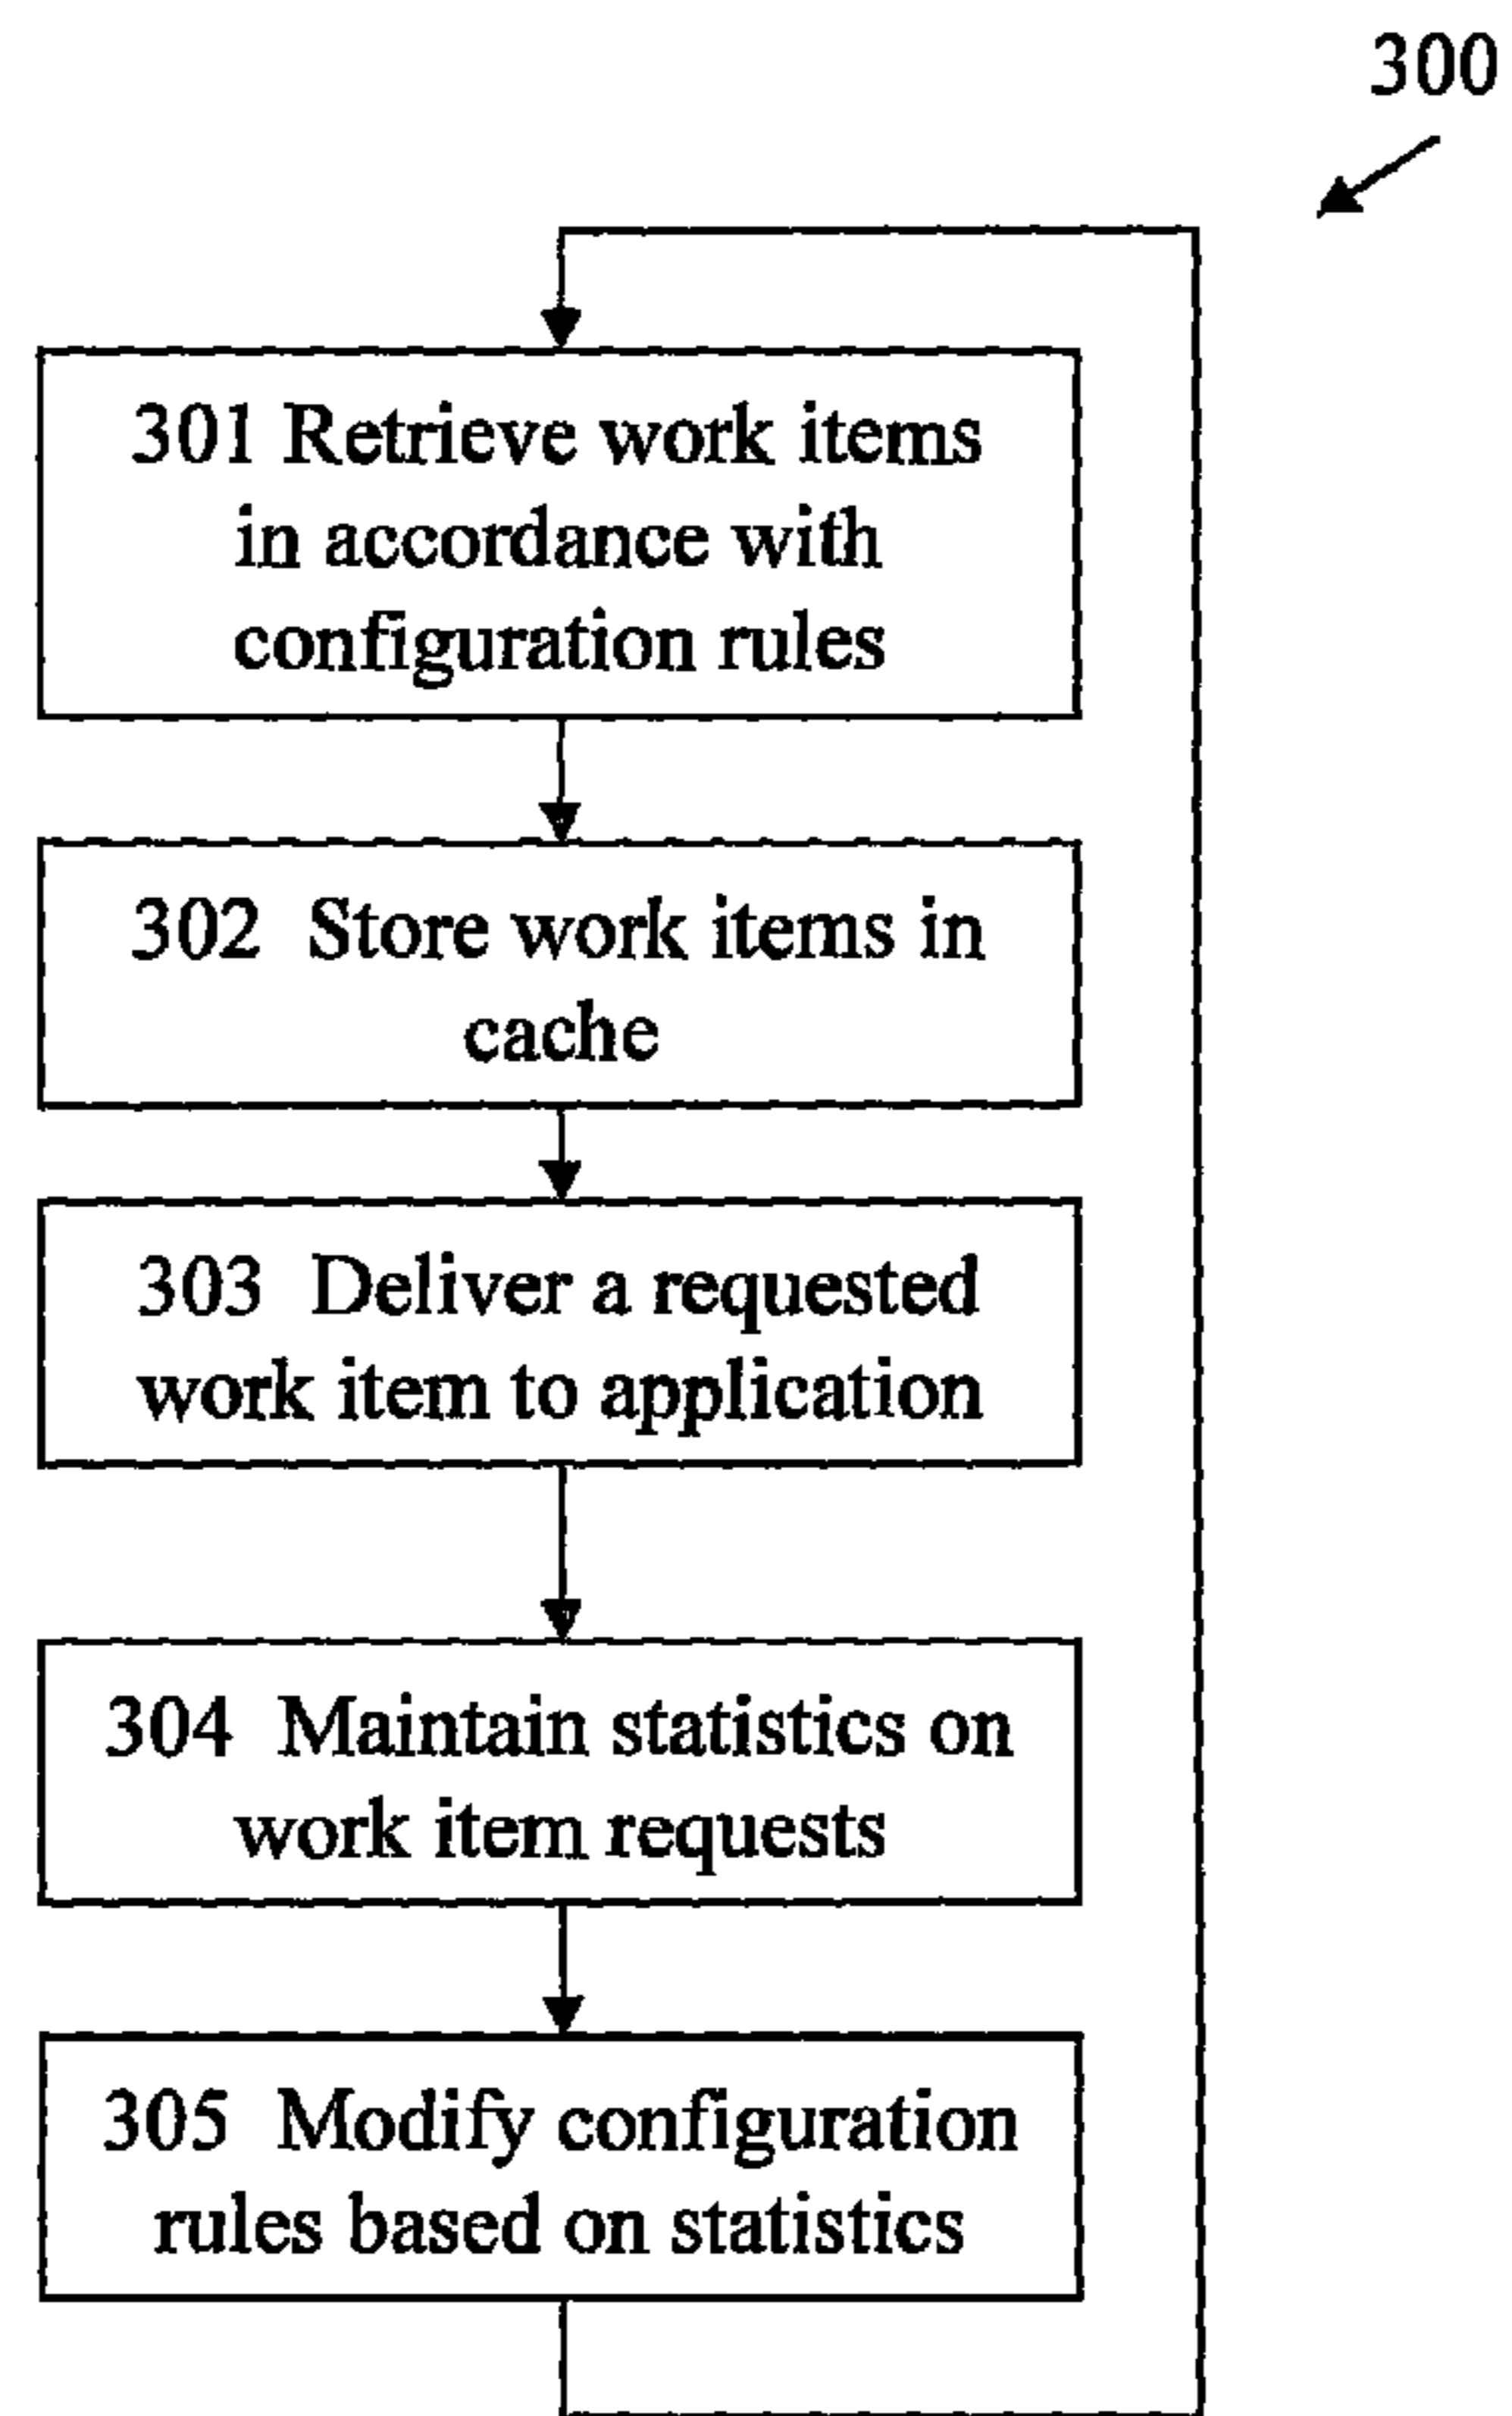 300
301 Retrieve work items
in accordance with
configuration rules
302 Store work items in
cache
303 Deliver a requested
work item to application
304 Maintain statistics on
work item requests
305 Modify configuration
rules based on statistics